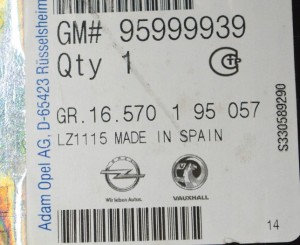 Adam Opel AG, D-65423 Rüsselsheim
GM# 95999939
Qty 1
GR.16.570 1 95 057
LZ1115 MADE IN SPAIN
S330589290
Wir leben Autos.
VAUXHALL
14